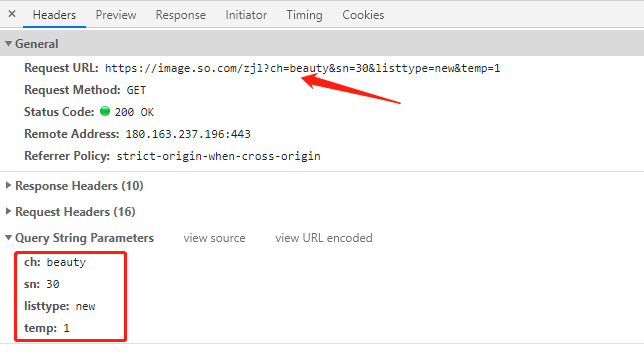 × Headers Preview Response Initiator Timing Cookies
▼ General
Request URL: https://image.so.com/zjl?ch=beauty&sn=30&listtype=new&temp=1
Request Method: GET
Status Code: 200 OK
Remote Address: 180.163.237.196:443
Referrer Policy: strict-origin-when-cross-origin
▶ Response Headers (10)
▶ Request Headers (16)
▼ Query String Parameters view source view URL encoded
ch: beauty
sn: 30
listtype: new
temp: 1